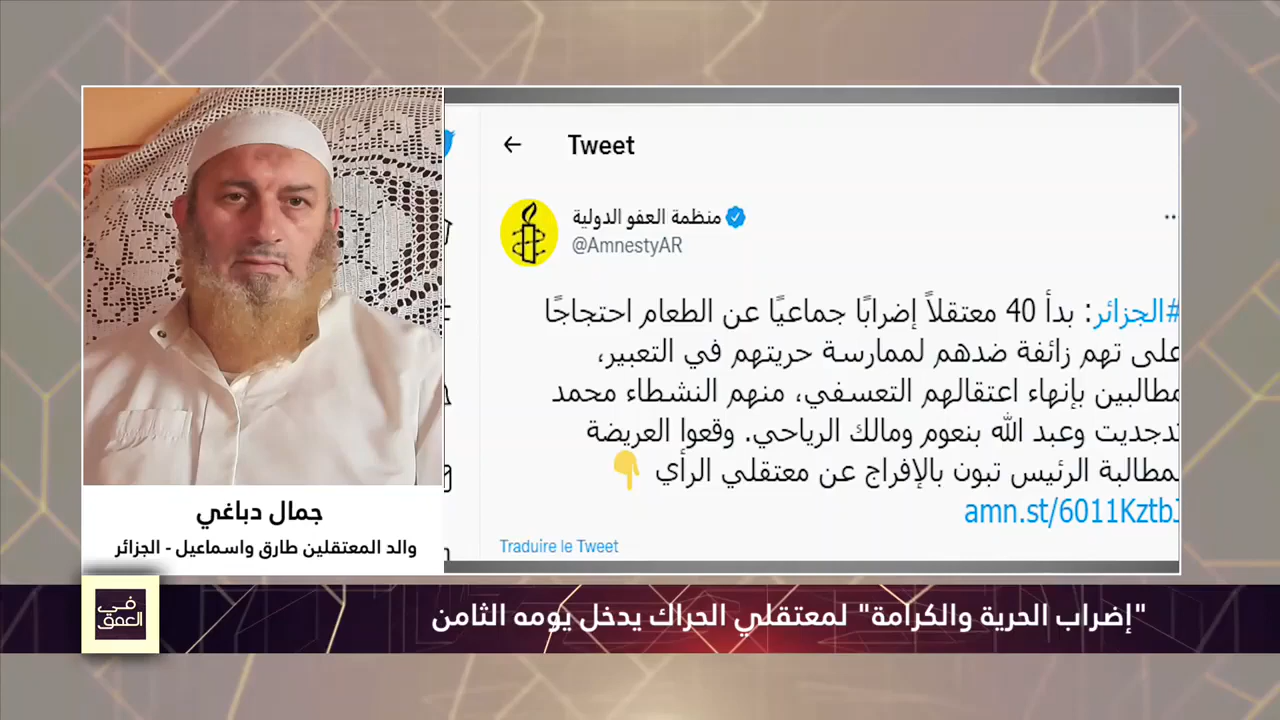 Tweet
منظمة العفو الدولية
@AmnestyAR
#الجزائر: بدأ 40 معتقلاً إضرابًا جماعيًا عن الطعام احتجاجًا
على تهم زائفة ضدهم لممارسة حريتهم في التعبير،
مطالبين بإنهاء اعتقالهم التعسفي، منهم النشطاء محمد
تدجديت وعبد الله بنعوم ومالك الرياحي. وقعوا العريضة
لمطالبة الرئيس تبون بالإفراج عن معتقلي الرأي 👇
amn.st/6011KztbJ
Traduire le Tweet
جمال دباغي
والد المعتقلين طارق واسماعيل - الجزائر
"إضراب الحرية والكرامة" لمعتقلي الحراك يدخل يومه الثامن
في
العمق